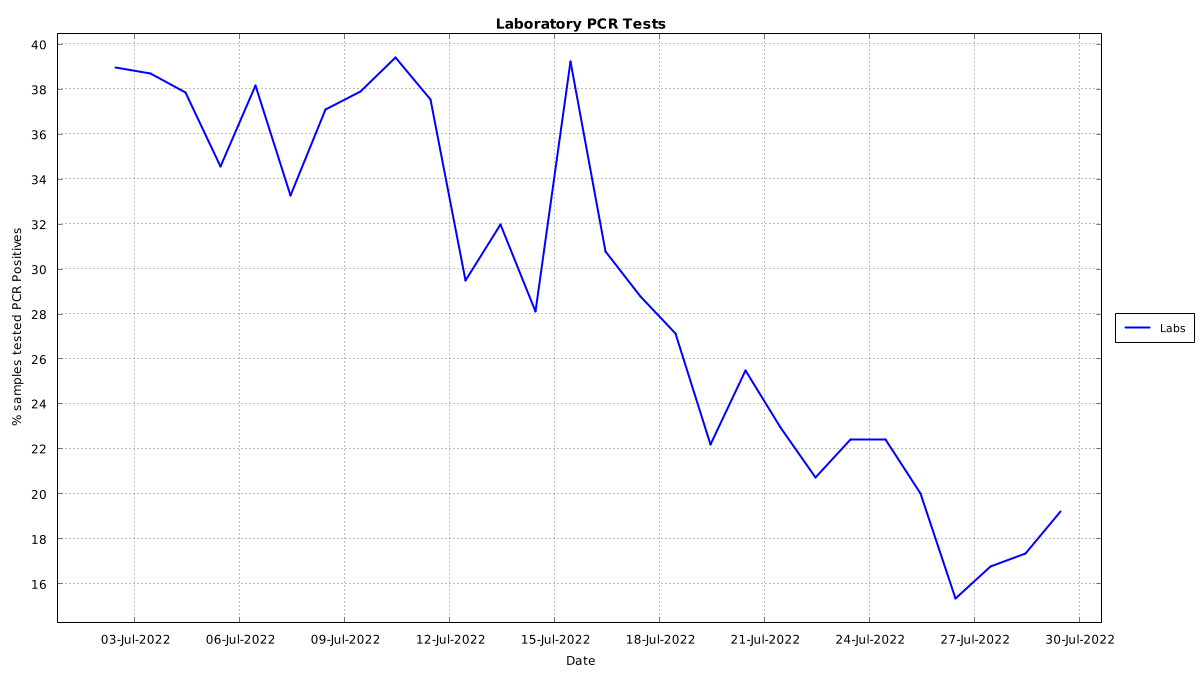 Laboratory PCR Tests
% samples tested PCR Positives
40
38
36
34
32
30
28
26
24
22
20
18
16
03-Jul-2022 06-Jul-2022 09-Jul-2022 12-Jul-2022 15-Jul-2022 18-Jul-2022 21-Jul-2022 24-Jul-2022 27-Jul-2022 30-Jul-2022
Date
Labs